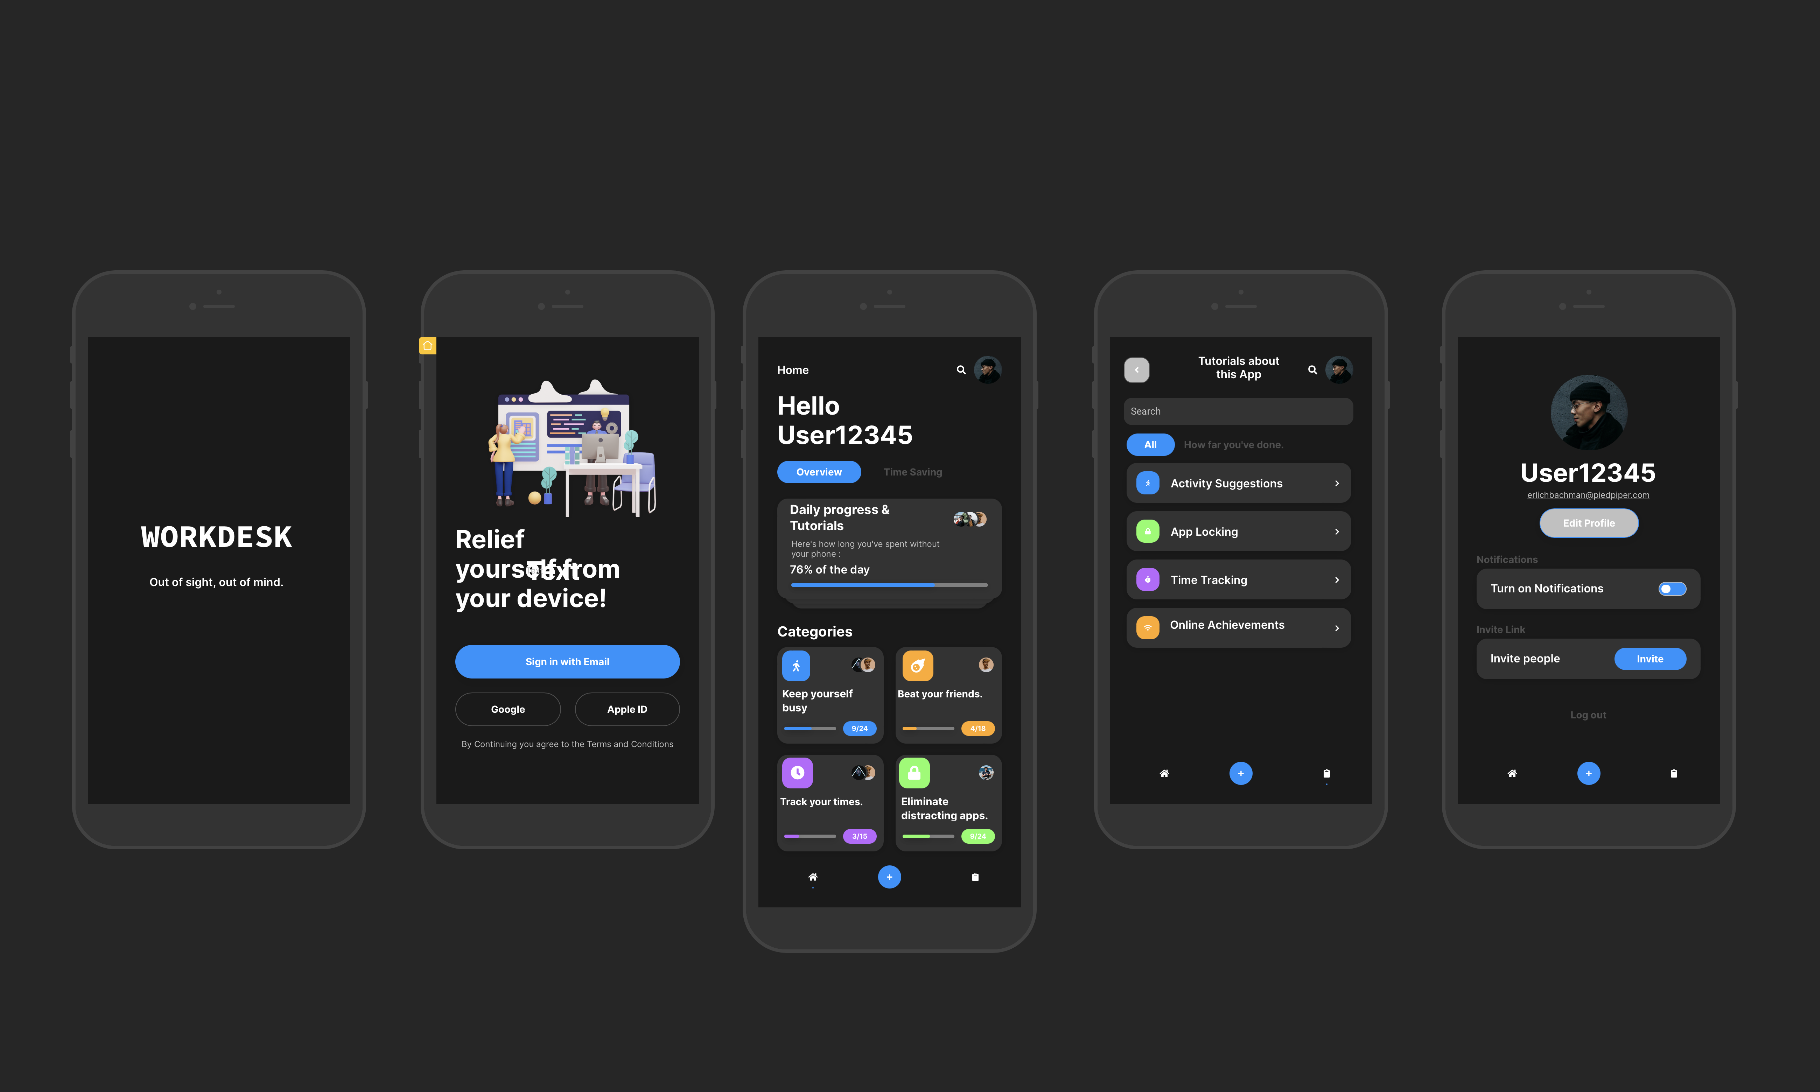 WORKDESK
Out of sight, out of mind.
Relief
yourself from
Text
your device!
Sign in with Email
Google
Apple ID
By Continuing you agree to the Terms and Conditions
Home
Hello
User12345
Overview
Time Saving
Daily progress &
Tutorials
Here's how long you've spent without
your phone :
76% of the day
Categories
Keep yourself
busy
9/24
Beat your friends.
4/18
Track your times.
3/15
Eliminate
distracting apps.
9/24
Tutorials about
this App
Search
All
How far you've done.
Activity Suggestions
App Locking
Time Tracking
Online Achievements
User12345
erlichbachman@piedpiper.com
Edit Profile
Notifications
Turn on Notifications
Invite Link
Invite people
Invite
Log out